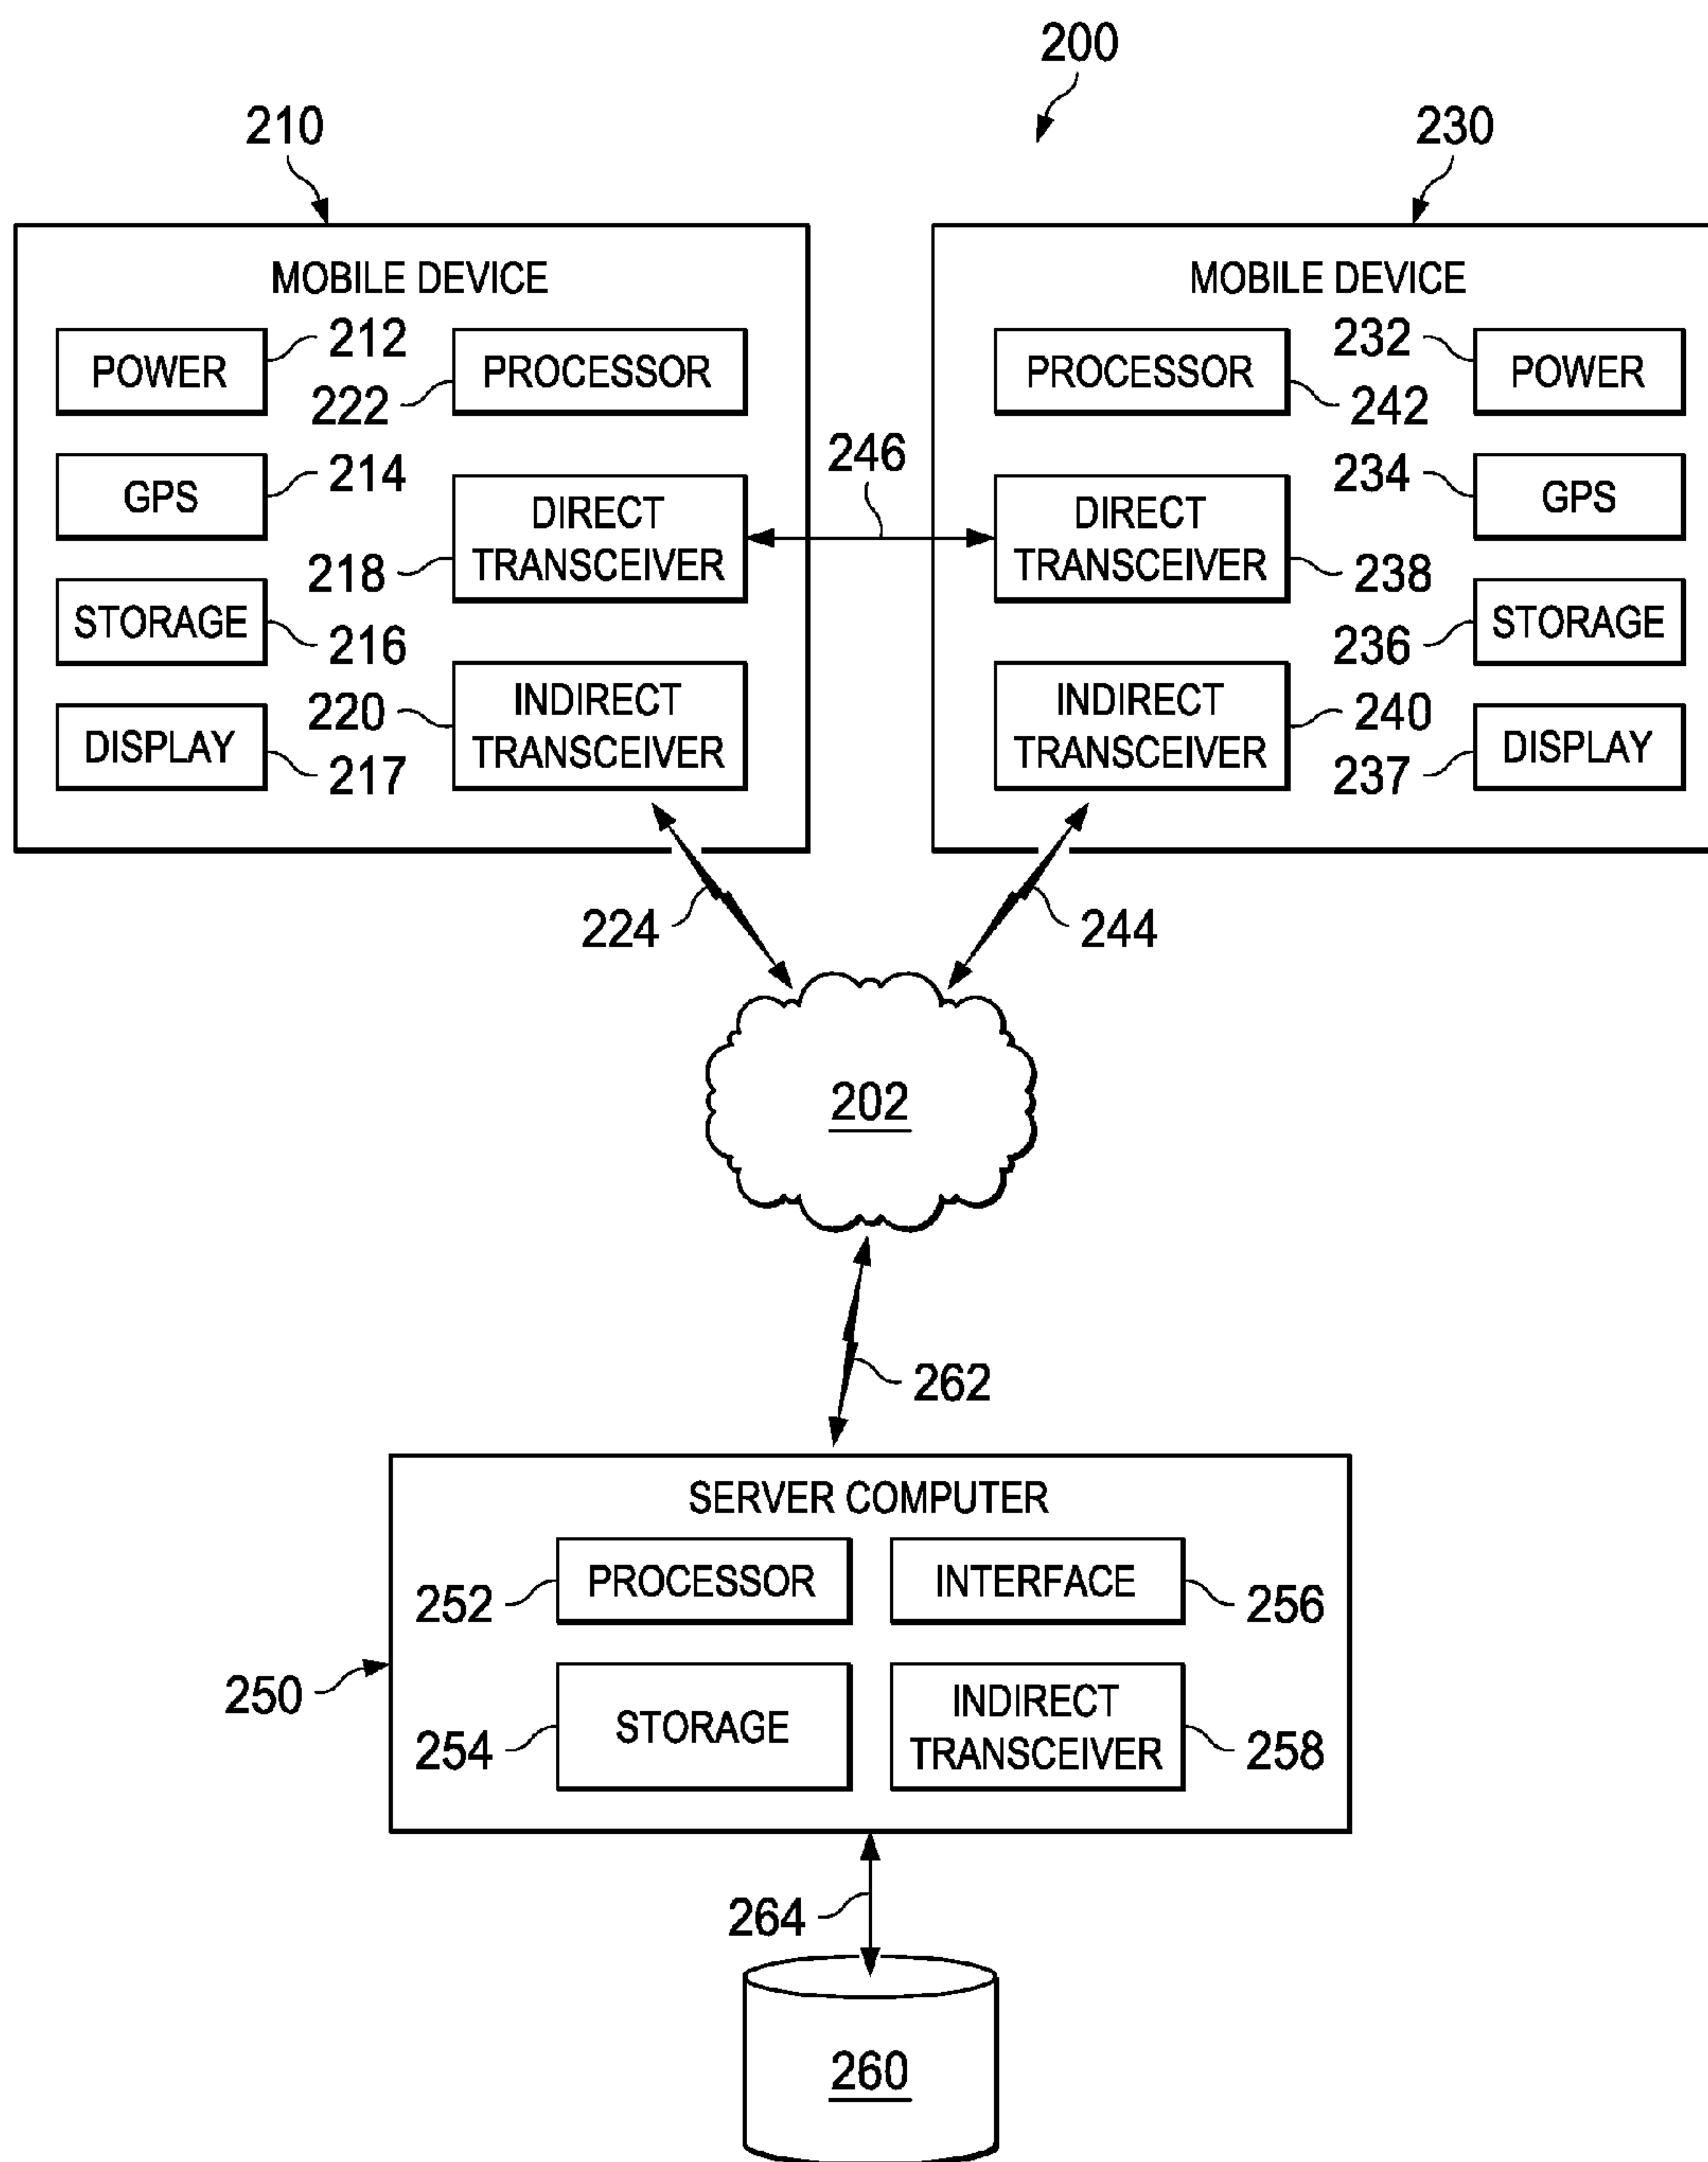 200
210
230
MOBILE DEVICE
POWER
212
222
PROCESSOR
GPS
214
218
DIRECT
TRANSCEIVER
STORAGE
216
220
INDIRECT
TRANSCEIVER
DISPLAY
217
246
MOBILE DEVICE
PROCESSOR
242
232
POWER
234
GPS
DIRECT
TRANSCEIVER
238
236
STORAGE
INDIRECT
TRANSCEIVER
240
237
DISPLAY
224
244
202
262
SERVER COMPUTER
252
PROCESSOR
INTERFACE
256
250
254
STORAGE
INDIRECT
TRANSCEIVER
258
264
260